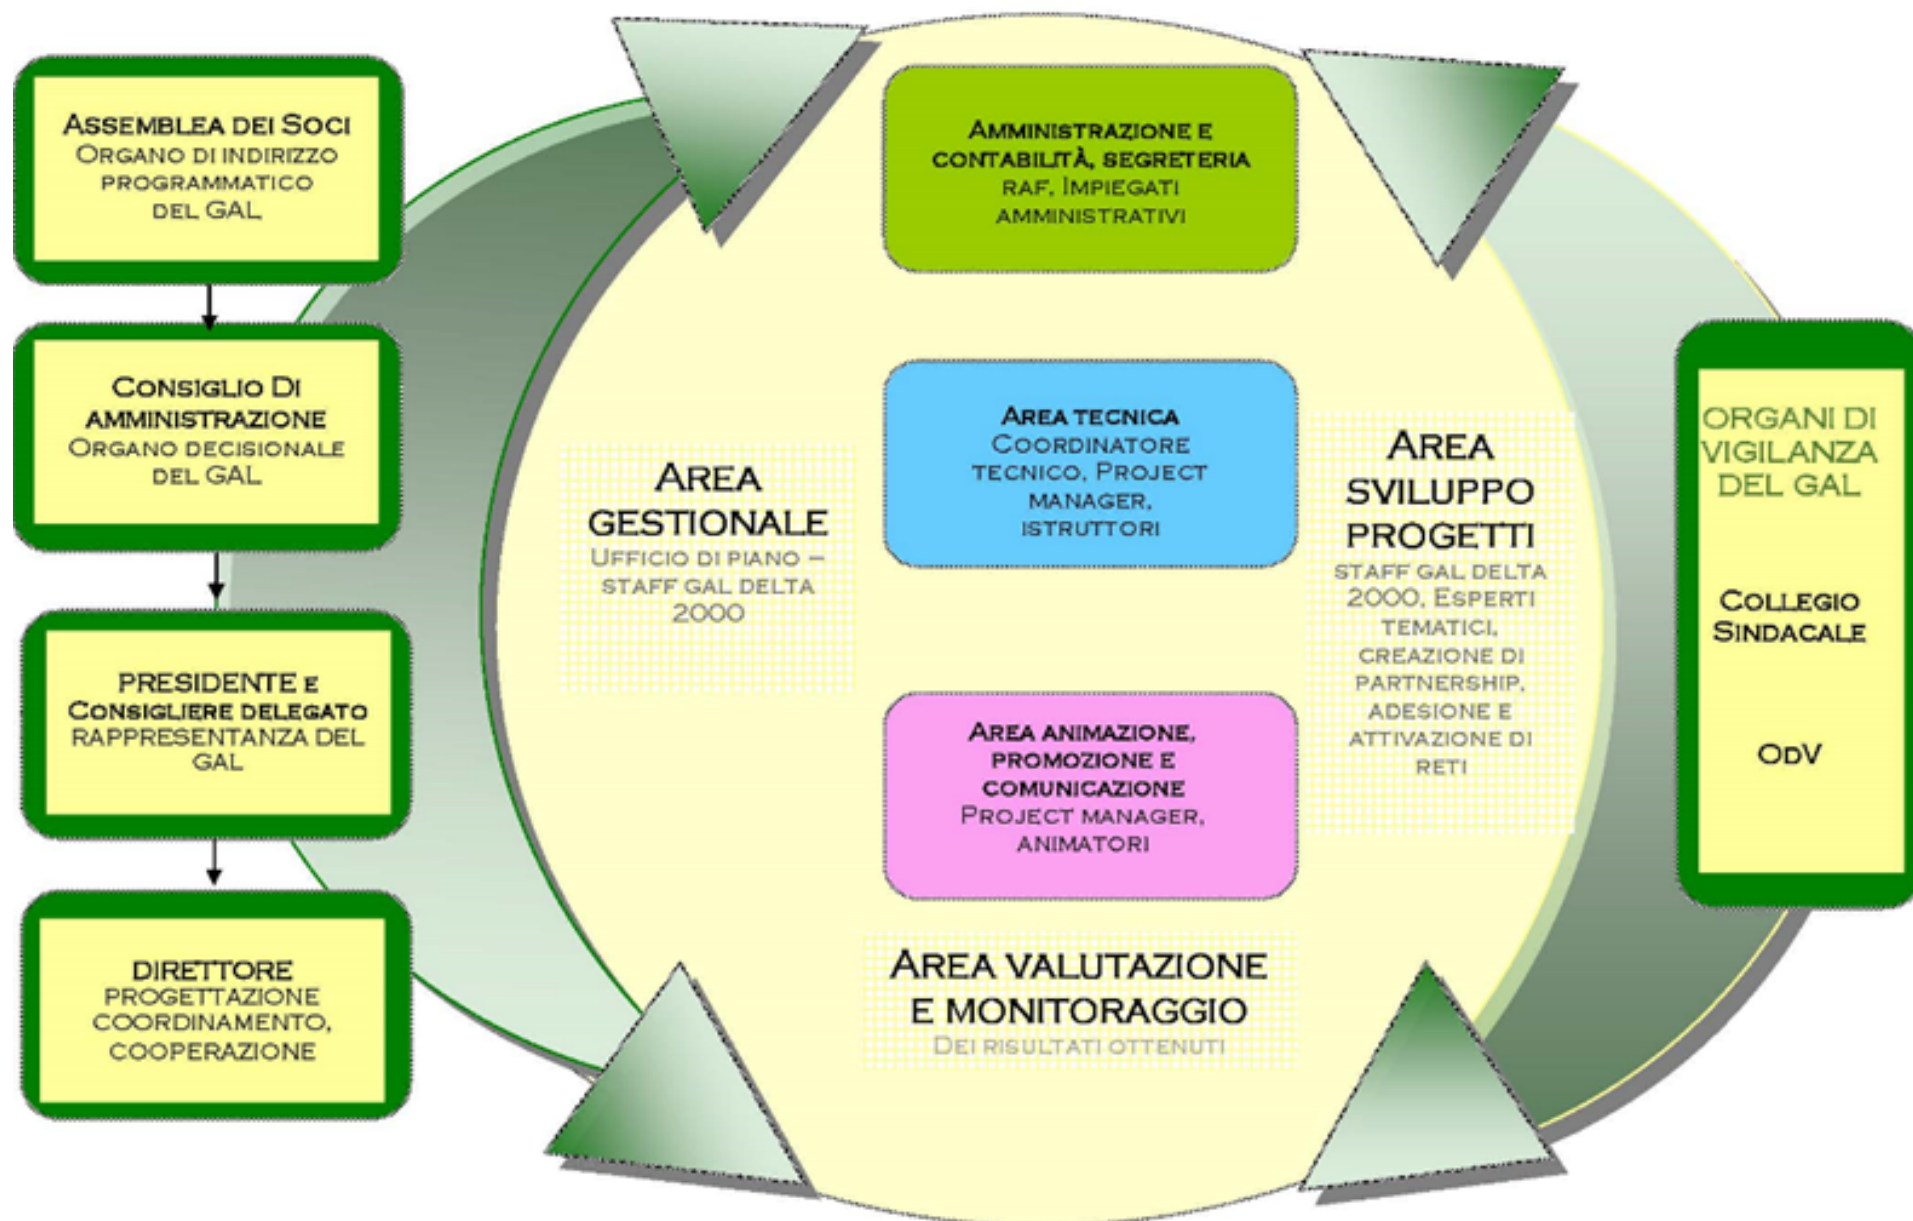 ASSEMBLEA DEI SOCI
ORGANO DI INDIRIZZO
PROGRAMMATICO
DEL GAL
CONSIGLIO DI
AMMINISTRAZIONE
ORGANO DECISIONALE
DEL GAL
PRESIDENTE E
CONSIGLIERE DELEGATO
RAPPRESENTANZA DEL
GAL
DIRETTORE
PROGETTAZIONE
COORDINAMENTO,
COOPERAZIONE
AREA
GESTIONALE
UFFICIO DI PIANO –
STAFF GAL DELTA
2000
AMMINISTRAZIONE E
CONTABILITÀ, SEGRETERIA
RAF, IMPIEGATI
AMMINISTRATIVI
AREA TECNICA
COORDINATORE
TECNICO, PROJECT
MANAGER,
ISTRUTTORI
AREA ANIMAZIONE,
PROMOZIONE E
COMUNICAZIONE
PROJECT MANAGER,
ANIMATORI
AREA VALUTAZIONE
E MONITORAGGIO
DEI RISULTATI OTTENUTI
AREA
SVILUPPO
PROGETTI
STAFF GAL DELTA
2000, ESPERTI
TEMATICI,
CREAZIONE DI
PARTNERSHIP,
ADESIONE E
ATTIVAZIONE DI
RETI
ORGANI DI
VIGILANZA
DEL GAL
COLLEGIO
SINDACALE
ODV